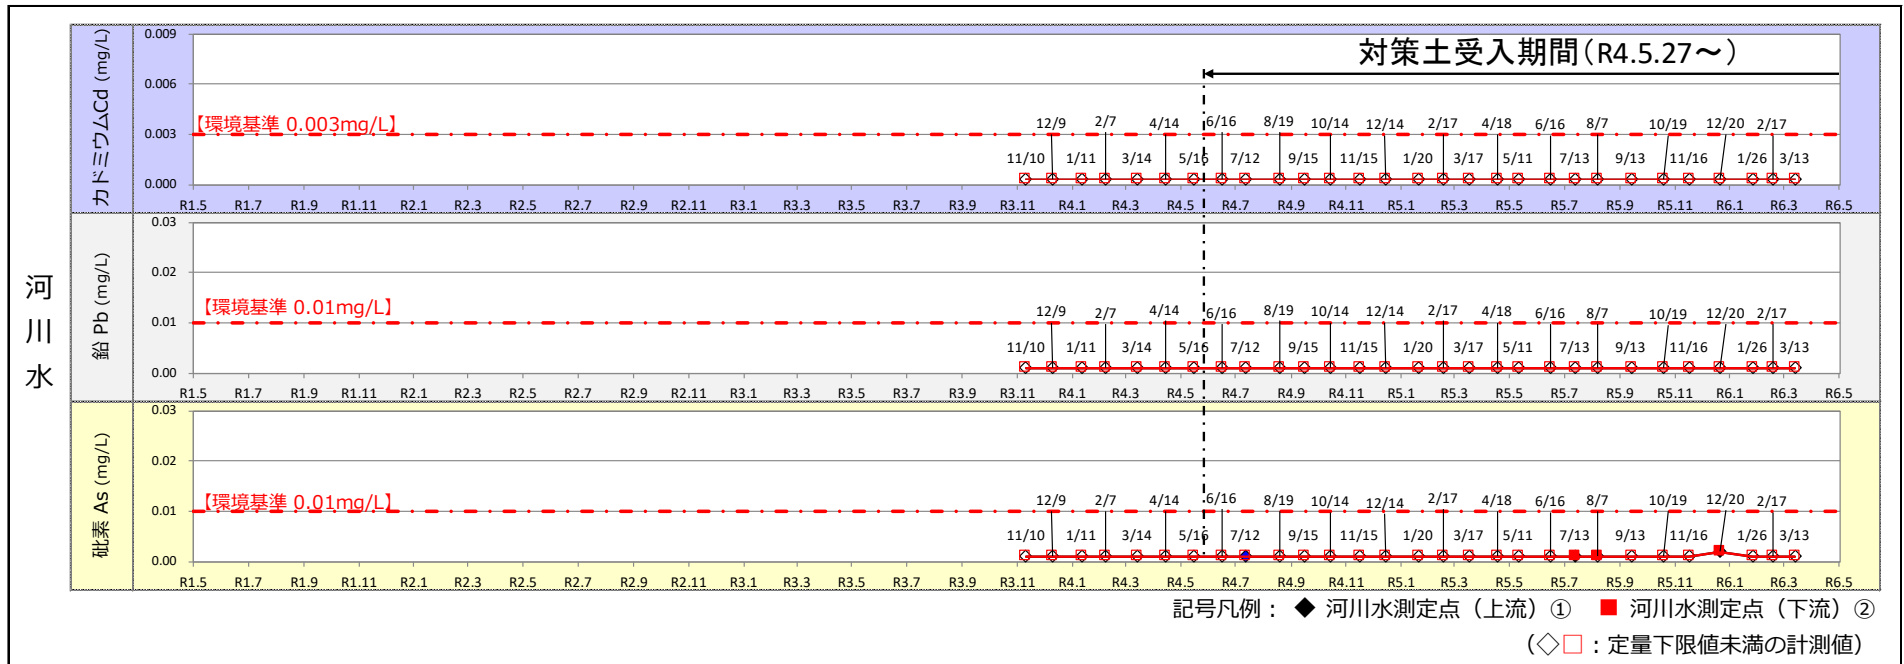 河川水
カドミウムCd (mg/L)
0.009
対策土受入期間(R4.5.27～)
0.006
【環境基準 0.003mg/L】
0.003
12/9 2/7 4/14 6/16 8/19 10/14 12/14 2/17 4/18 6/16 8/7 10/19 12/20 2/17
11/10 1/11 3/14 5/16 7/12 9/15 11/15 1/20 3/17 5/11 7/13 9/13 11/16 1/26 3/13
0.000
R1.5 R1.7 R1.9 R1.11 R2.1 R2.3 R2.5 R2.7 R2.9 R2.11 R3.1 R3.3 R3.5 R3.7 R3.9 R3.11 R4.1 R4.3 R4.5 R4.7 R4.9 R4.11 R5.1 R5.3 R5.5 R5.7 R5.9 R5.11 R6.1 R6.3 R6.5
鉛 Pb (mg/L)
0.03
0.02
【環境基準 0.01mg/L】
0.01
12/9 2/7 4/14 6/16 8/19 10/14 12/14 2/17 4/18 6/16 8/7 10/19 12/20 2/17
11/10 1/11 3/14 5/16 7/12 9/15 11/15 1/20 3/17 5/11 7/13 9/13 11/16 1/26 3/13
0.00
R1.5 R1.7 R1.9 R1.11 R2.1 R2.3 R2.5 R2.7 R2.9 R2.11 R3.1 R3.3 R3.5 R3.7 R3.9 R3.11 R4.1 R4.3 R4.5 R4.7 R4.9 R4.11 R5.1 R5.3 R5.5 R5.7 R5.9 R5.11 R6.1 R6.3 R6.5
砒素 As (mg/L)
0.03
0.02
【環境基準 0.01mg/L】
0.01
12/9 2/7 4/14 6/16 8/19 10/14 12/14 2/17 4/18 6/16 8/7 10/19 12/20 2/17
11/10 1/11 3/14 5/16 7/12 9/15 11/15 1/20 3/17 5/11 7/13 9/13 11/16 1/26 3/13
0.00
R1.5 R1.7 R1.9 R1.11 R2.1 R2.3 R2.5 R2.7 R2.9 R2.11 R3.1 R3.3 R3.5 R3.7 R3.9 R3.11 R4.1 R4.3 R4.5 R4.7 R4.9 R4.11 R5.1 R5.3 R5.5 R5.7 R5.9 R5.11 R6.1 R6.3 R6.5
記号凡例： ◆ 河川水測定点（上流）① ■ 河川水測定点（下流）②
（◇□：定量下限値未満の計測値）